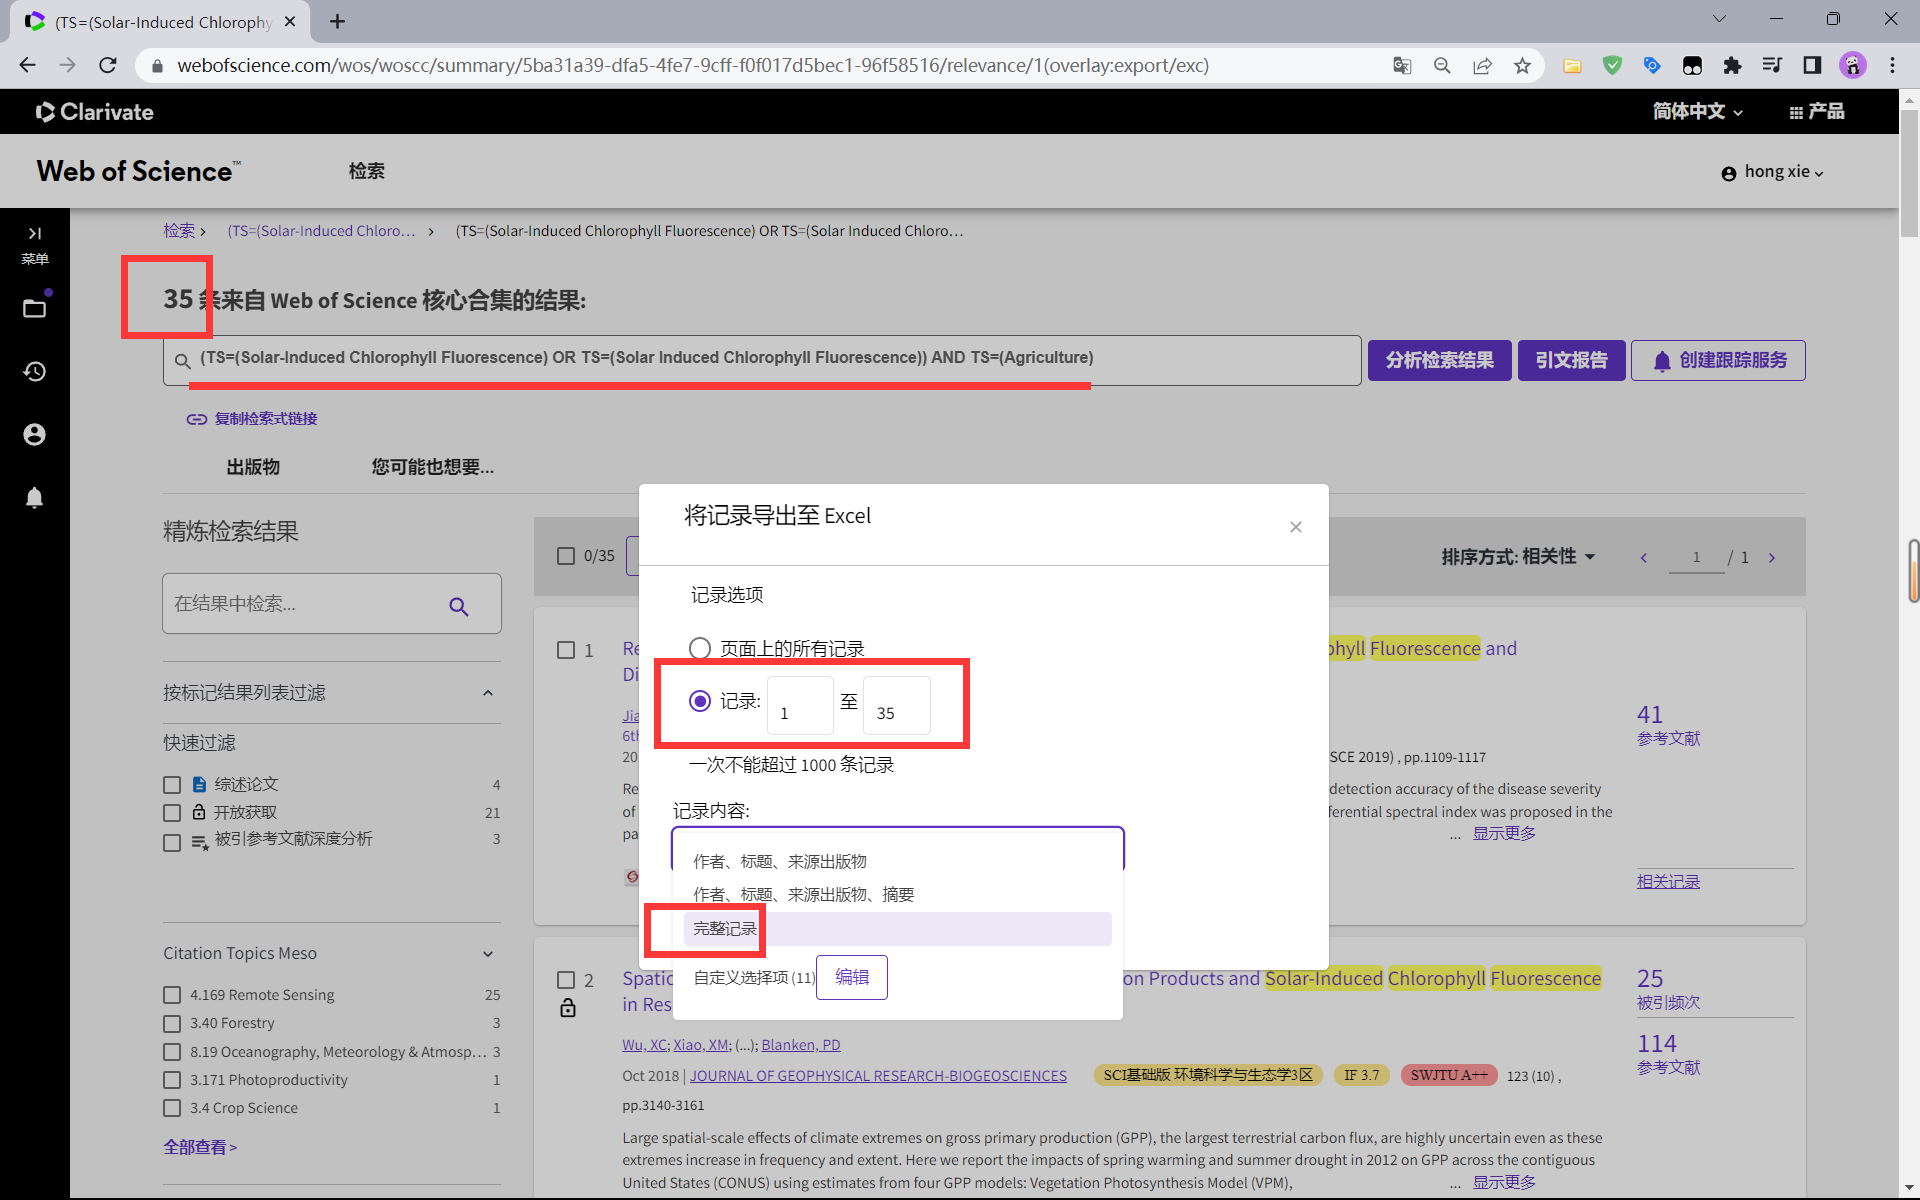 (TS=(Solar-Induced Chlorophy
webofscience.com/wos/woscc/summary/5ba31a39-dfa5-4fe7-9cff-f0f017d5bec1-96f58516/relevance/1(overlay:export/exc)
Clarivate
简体中文
产品
Web of Science™
检索
hong xie
菜单
检索 > (TS=(Solar-Induced Chloro… > (TS=(Solar-Induced Chlorophyll Fluorescence) OR TS=(Solar Induced Chloro…
35 条来自 Web of Science 核心合集的结果:
(TS=(Solar-Induced Chlorophyll Fluorescence) OR TS=(Solar Induced Chlorophyll Fluorescence)) AND TS=(Agriculture)
分析检索结果
引文报告
创建跟踪服务
复制检索式链接
出版物
您可能也想要...
精炼检索结果
在结果中检索...
按标记结果列表过滤
快速过滤
综述论文 4
开放获取 21
被引参考文献深度分析 3
Citation Topics Meso
4.169 Remote Sensing 25
3.40 Forestry 3
8.19 Oceanography, Meteorology & Atmosp… 3
3.171 Photoproductivity 1
3.4 Crop Science 1
全部查看 >
0/35
排序方式: 相关性
1 / 1
将记录导出至 Excel
×
记录选项
页面上的所有记录
记录: 1 至 35
一次不能超过 1000 条记录
记录内容:
作者、标题、来源出版物
作者、标题、来源出版物、摘要
完整记录
自定义选择项 (11) 编辑
1
Re
phyll Fluorescence and
Di
Jia
6th
20
SCE 2019) , pp.1109-1117
Re
detection accuracy of the disease severity
of
ferential spectral index was proposed in the
pa
... 显示更多
41
参考文献
相关记录
2
Spatio
on Products and Solar-Induced Chlorophyll Fluorescence
in Res
Wu, XC; Xiao, XM; (...); Blanken, PD
Oct 2018 | JOURNAL OF GEOPHYSICAL RESEARCH-BIOGEOSCIENCES SCI基础版 环境科学与生态学3区 IF 3.7 SWJTU A++ 123 (10) ,
pp.3140-3161
Large spatial-scale effects of climate extremes on gross primary production (GPP), the largest terrestrial carbon flux, are highly uncertain even as these
extremes increase in frequency and extent. Here we report the impacts of spring warming and summer drought in 2012 on GPP across the contiguous
United States (CONUS) using estimates from four GPP models: Vegetation Photosynthesis Model (VPM),
... 显示更多
25
被引频次
114
参考文献